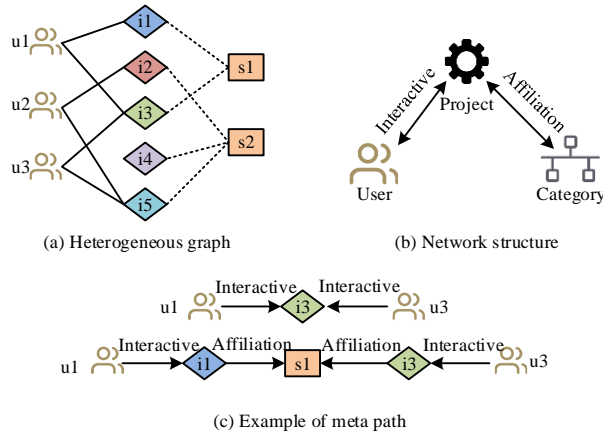 u1
u2
u3
i1
i2
i3
i4
i5
s1
s2
(a) Heterogeneous graph
Interactive
Project
Affiliation
User
Category
(b) Network structure
u1 Interactive i3 Interactive u3
u1 Interactive i1 Affiliation s1 Affiliation i3 Interactive u3
(c) Example of meta path